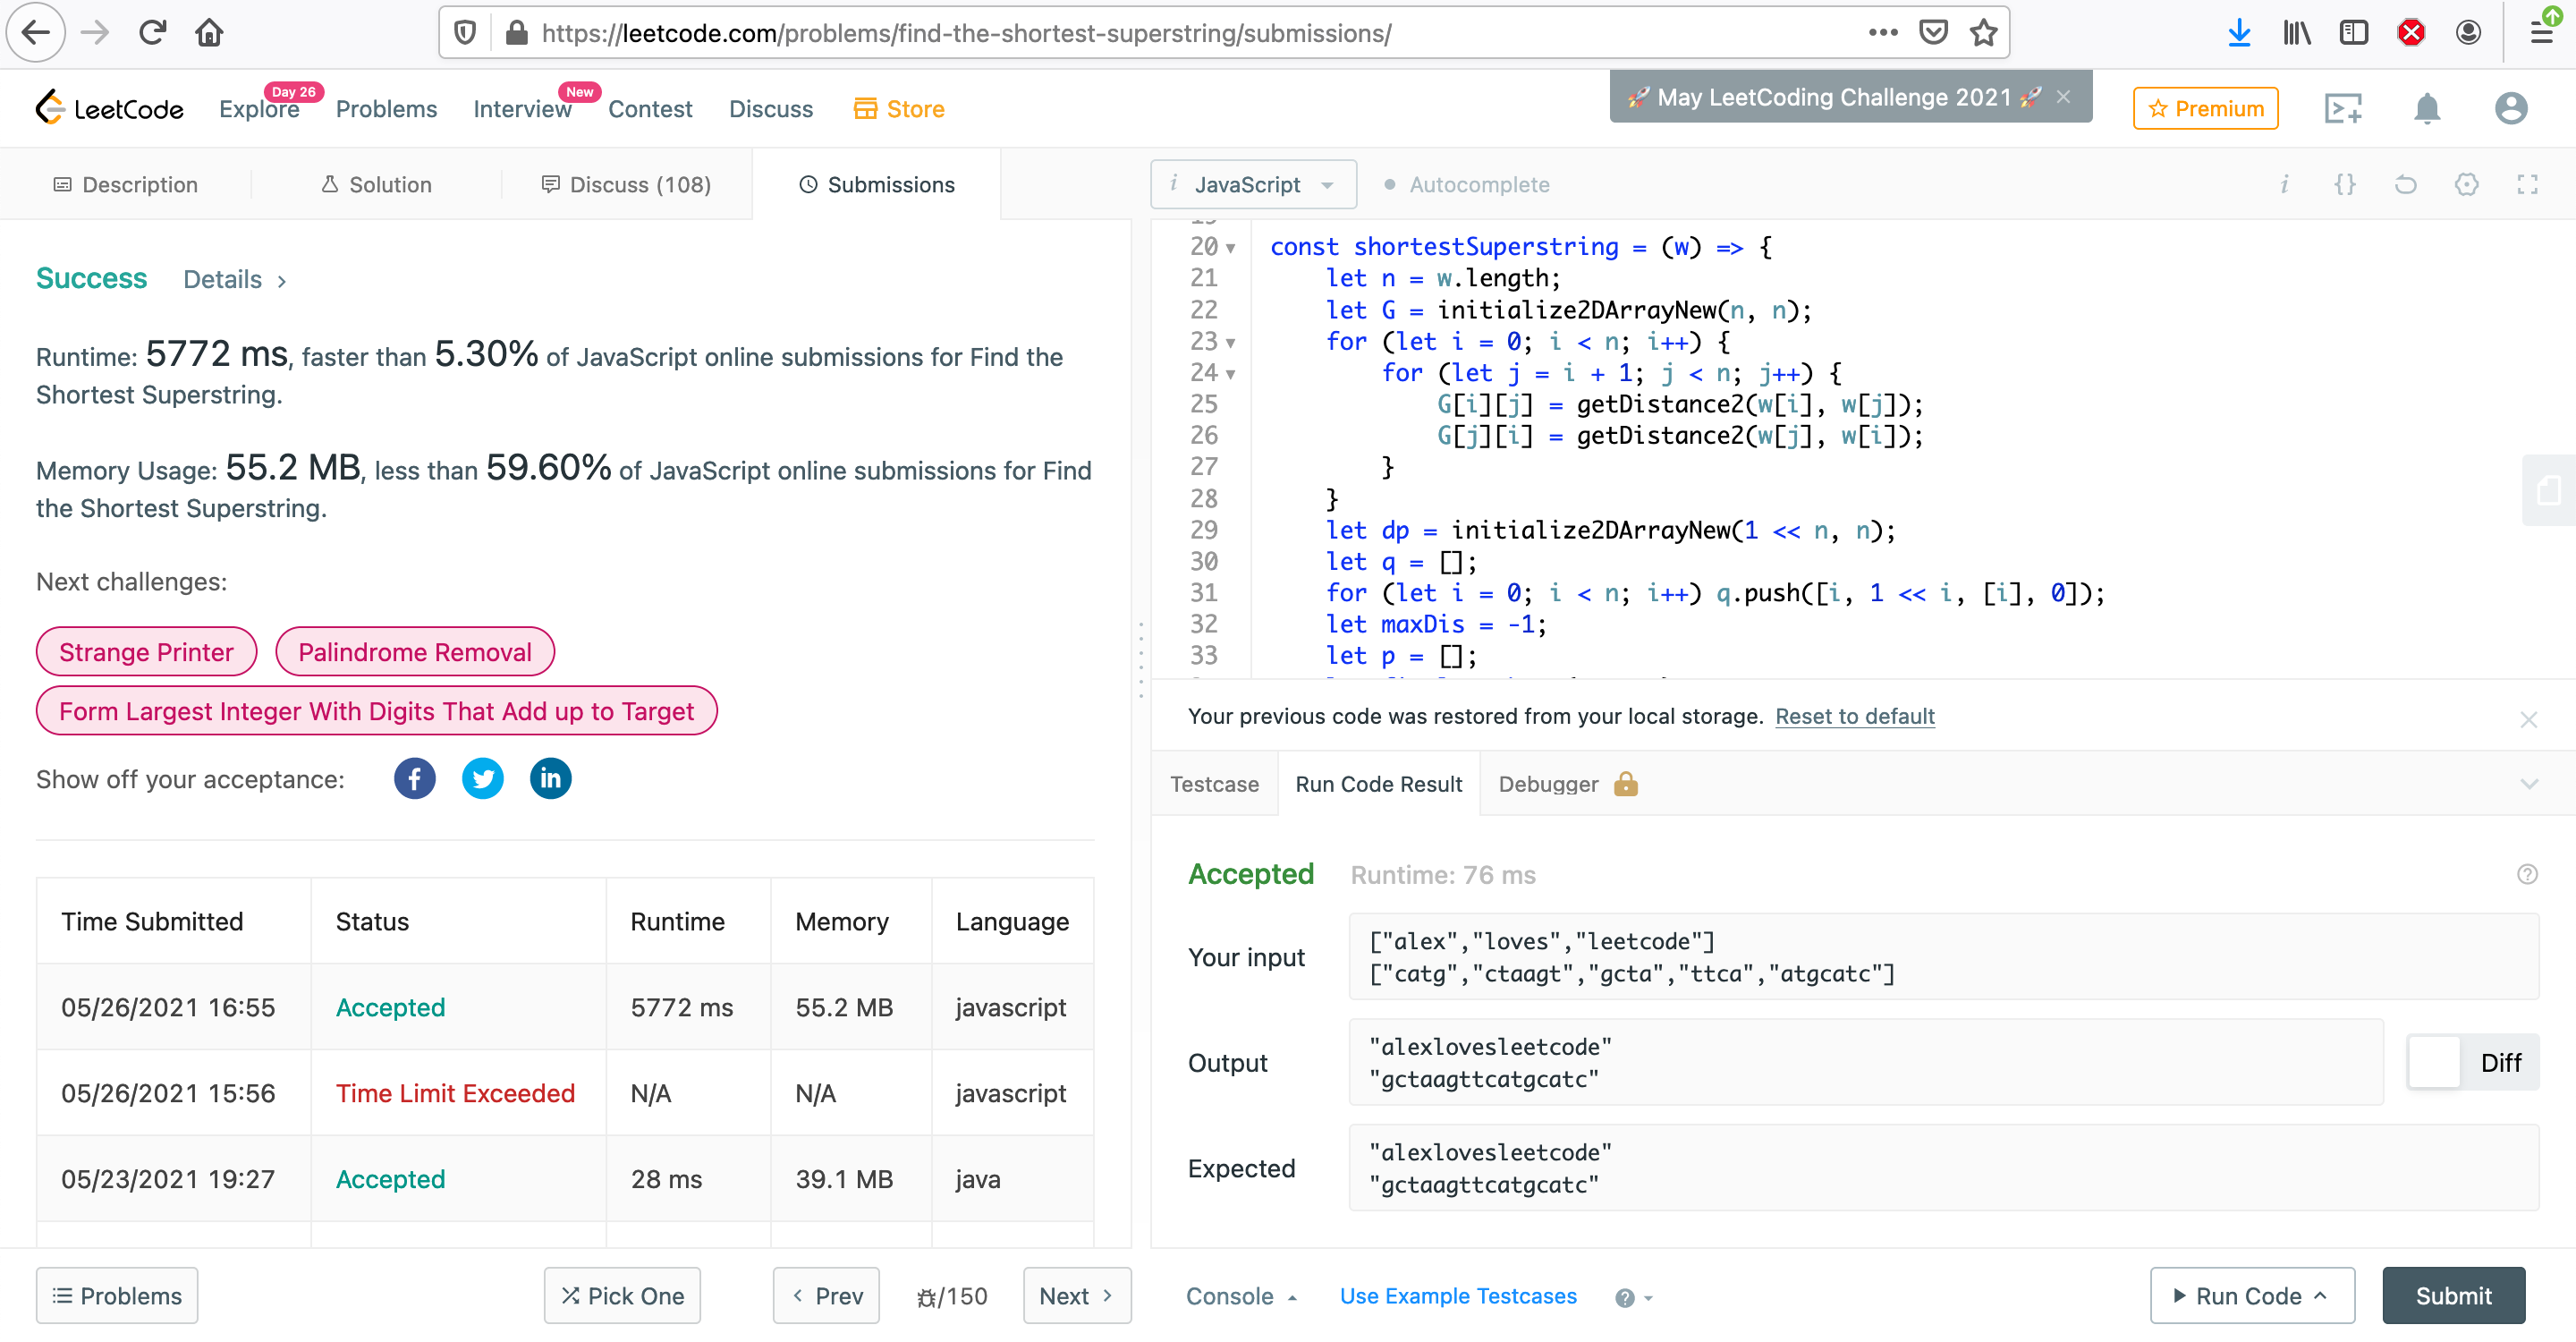 https://leetcode.com/problems/find-the-shortest-superstring/submissions/
LeetCode
Explore
Day 26
Problems
Interview
New
Contest
Discuss
Store
🚀 May LeetCoding Challenge 2021 🚀 ×
Premium
Description
Solution
Discuss (108)
Submissions
i JavaScript
Autocomplete
Success Details >
Runtime: 5772 ms, faster than 5.30% of JavaScript online submissions for Find the
Shortest Superstring.
Memory Usage: 55.2 MB, less than 59.60% of JavaScript online submissions for Find
the Shortest Superstring.
Next challenges:
Strange Printer
Palindrome Removal
Form Largest Integer With Digits That Add up to Target
Show off your acceptance:
Time Submitted Status Runtime Memory Language
05/26/2021 16:55 Accepted 5772 ms 55.2 MB javascript
05/26/2021 15:56 Time Limit Exceeded N/A N/A javascript
05/23/2021 19:27 Accepted 28 ms 39.1 MB java
Problems
Pick One
< Prev
/150
Next >
20 const shortestSuperstring = (w) => {
21 let n = w.length;
22 let G = initialize2DArrayNew(n, n);
23 for (let i = 0; i < n; i++) {
24 for (let j = i + 1; j < n; j++) {
25 G[i][j] = getDistance2(w[i], w[j]);
26 G[j][i] = getDistance2(w[j], w[i]);
27 }
28 }
29 let dp = initialize2DArrayNew(1 << n, n);
30 let q = [];
31 for (let i = 0; i < n; i++) q.push([i, 1 << i, [i], 0]);
32 let maxDis = -1;
33 let p = [];
Your previous code was restored from your local storage. Reset to default
Testcase
Run Code Result
Debugger
Accepted Runtime: 76 ms
Your input
["alex","loves","leetcode"]
["catg","ctaagt","gcta","ttca","atgcatc"]
Output
"alexlovesleetcode"
"gctaagttcatgcatc"
Diff
Expected
"alexlovesleetcode"
"gctaagttcatgcatc"
Console
Use Example Testcases
Run Code
Submit